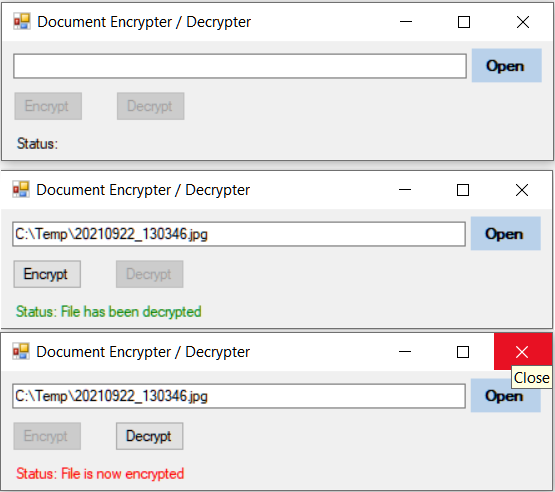 Document Encrypter / Decrypter
Open
Encrypt Decrypt
Status:
Document Encrypter / Decrypter
C:\Temp\20210922_130346.jpg Open
Encrypt Decrypt
Status: File has been decrypted
Document Encrypter / Decrypter
Close
C:\Temp\20210922_130346.jpg Open
Encrypt Decrypt
Status: File is now encrypted